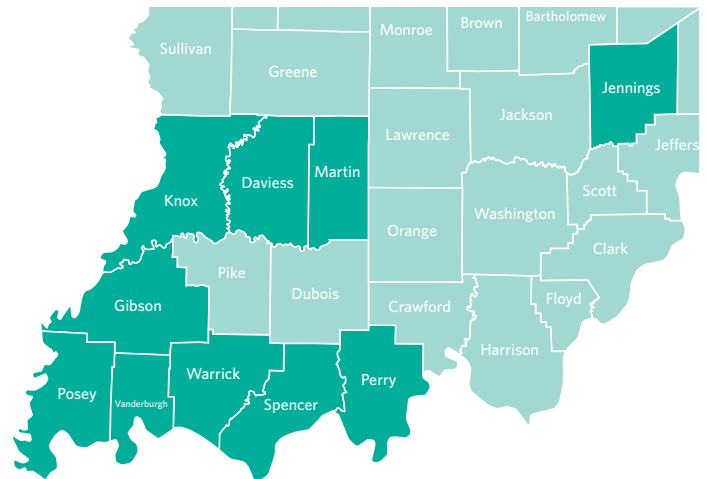 Bartholomew
Brown
Monroe
Sullivan
Greene
Jennings
Jackson
Lawrence
Jeffers
Martin
Daviess
Scott
Knox
Washington
Orange
Clark
Pike
Dubois
Floyd
Gibson
Crawford
Harrison
Warrick
Perry
Posey
Vanderburgh
Spencer